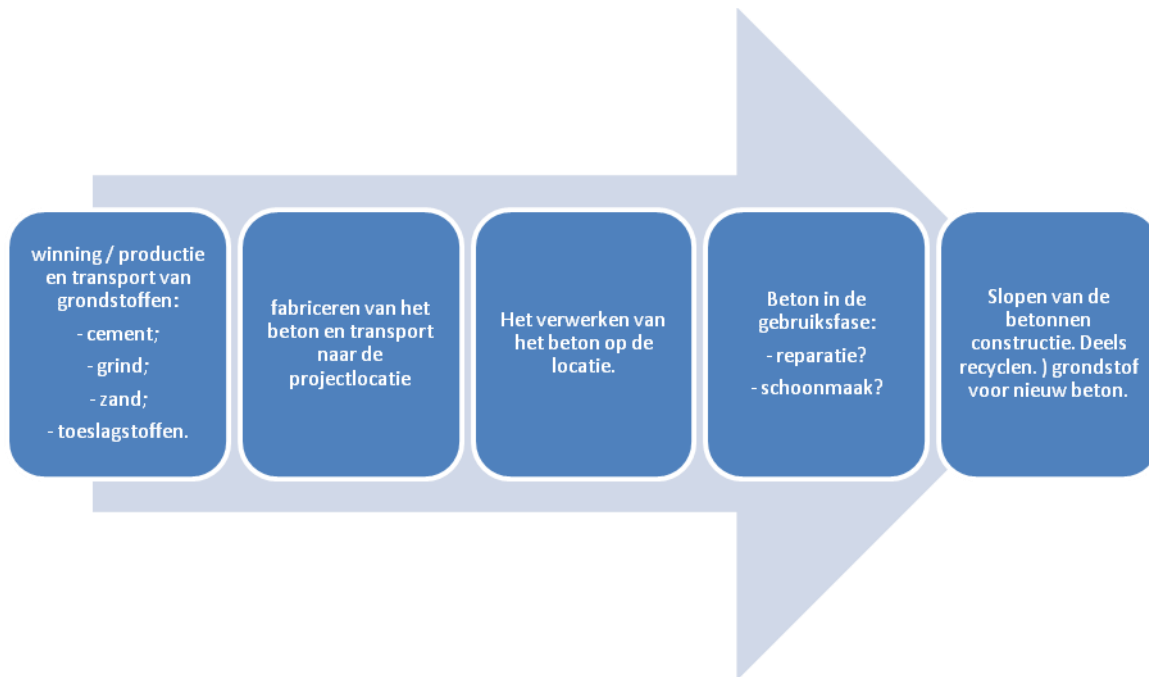 winning / productie
en transport van
grondstoffen:
- cement;
- grind;
- zand;
- toeslagstoffen.
fabriceren van het
beton en transport
naar de
projectlocatie
Het verwerken van
het beton op de
locatie.
Beton in de
gebruiksfase:
- reparatie?
- schoonmaak?
Slopen van de
betonnen
constructie. Deels
recyclen. ) grondstof
voor nieuw beton.